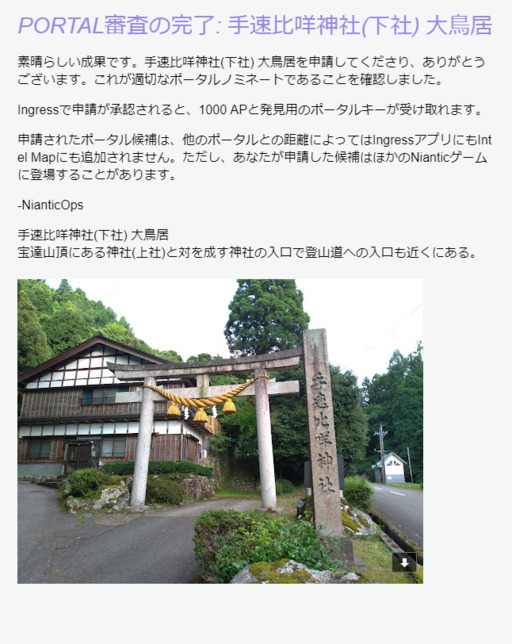 PORTAL審査の完了: 手速比咩神社(下社) 大鳥居
素晴らしい成果です。手速比咩神社(下社) 大鳥居を申請してくださり、ありがとう
ございます。これが適切なポータルノミネートであることを確認しました。
Ingressで申請が承認されると、1000 APと発見用のポータルキーが受け取れます。
申請されたポータル候補は、他のポータルとの距離によってはIngressアプリにもInt
el Mapにも追加されません。ただし、あなたが申請した候補はほかのNianticゲーム
に登場することがあります。
-NianticOps
手速比咩神社(下社) 大鳥居
宝達山頂にある神社(上社)と対を成す神社の入口で登山道への入口も近くにある。
手速比咩神社